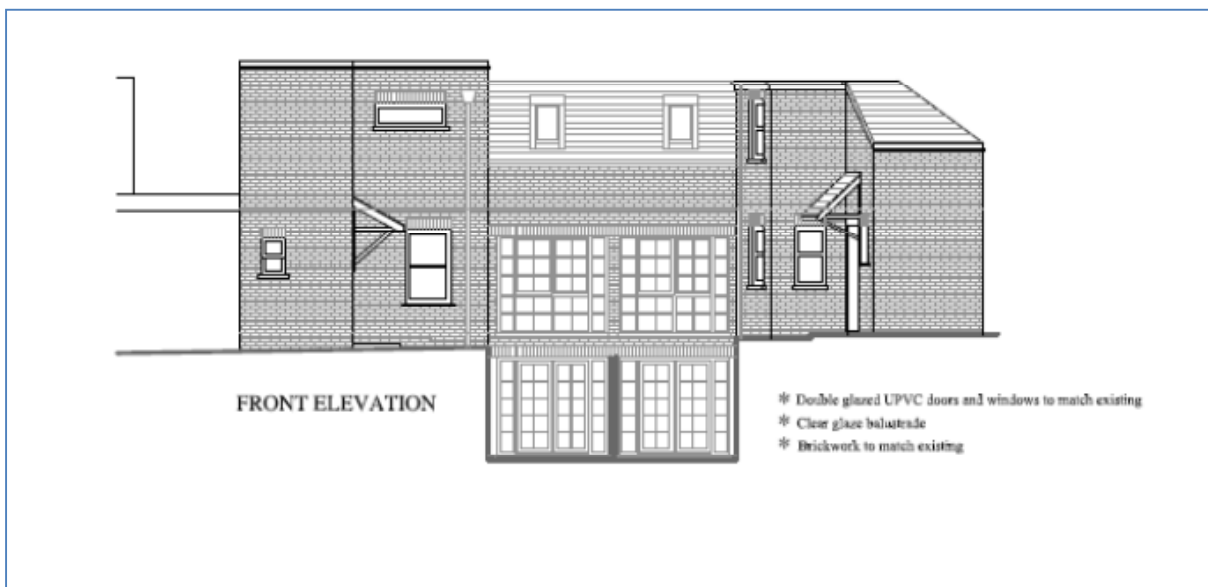 FRONT ELEVATION
* Double glazed UPVC doors and windows to match existing
* Clear glaze balustrade
* Brickwork to match existing